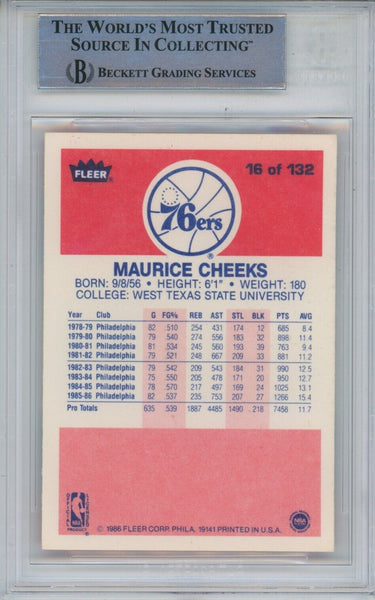 THE WORLD'S MOST TRUSTED
SOURCE IN COLLECTING™
B BECKETT GRADING SERVICES
FLEER®
16 of 132
76ers®
MAURICE CHEEKS
BORN: 9/8/56 • HEIGHT: 6'1" • WEIGHT: 180
COLLEGE: WEST TEXAS STATE UNIVERSITY
Year Club G FG% REB AST STL BLK PTS AVG
1978-79 Philadelphia 82 .510 254 431 174 12 685 8.4
1979-80 Philadelphia 79 .540 274 556 183 32 898 11.4
1980-81 Philadelphia 81 .534 245 560 193 39 763 9.4
1981-82 Philadelphia 79 .521 248 667 209 33 881 11.2
1982-83 Philadelphia 79 .542 209 543 184 31 990 12.5
1983-84 Philadelphia 75 .550 205 478 171 20 950 12.7
1984-85 Philadelphia 78 .570 217 497 169 24 1025 13.1
1985-86 Philadelphia 82 .537 235 753 207 27 1266 15.4
Pro Totals 635 .539 1887 4485 1490 218 7458 11.7
OFFICIAL LICENSED
NBA
PRODUCT
© 1986 FLEER CORP. PHILA. 19141 PRINTED IN U.S.A.